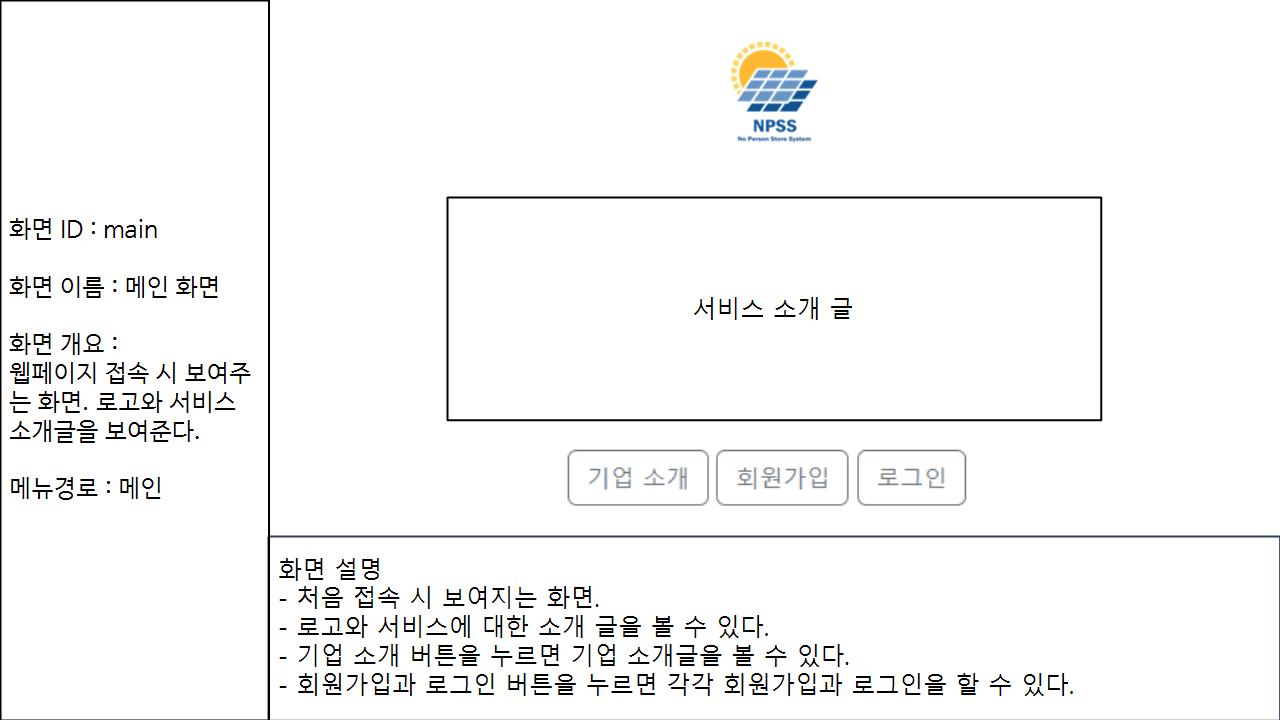 화면 ID : main
화면 이름 : 메인 화면
화면 개요 :
웹페이지 접속 시 보여주
는 화면. 로고와 서비스
소개글을 보여준다.
메뉴경로 : 메인
NPSS
No Person Store System
서비스 소개 글
기업 소개
회원가입
로그인
화면 설명
- 처음 접속 시 보여지는 화면.
- 로고와 서비스에 대한 소개 글을 볼 수 있다.
- 기업 소개 버튼을 누르면 기업 소개글을 볼 수 있다.
- 회원가입과 로그인 버튼을 누르면 각각 회원가입과 로그인을 할 수 있다.